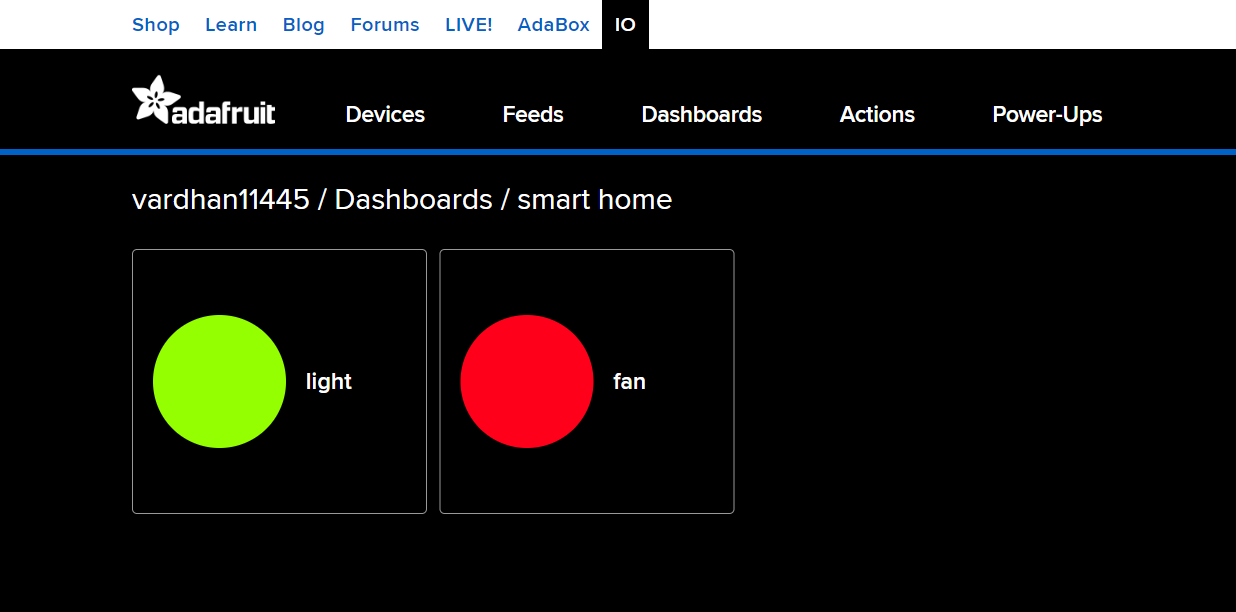 Shop Learn Blog Forums LIVE! AdaBox IO
adafruit Devices Feeds Dashboards Actions Power-Ups
vardhan11445 / Dashboards / smart home
light fan